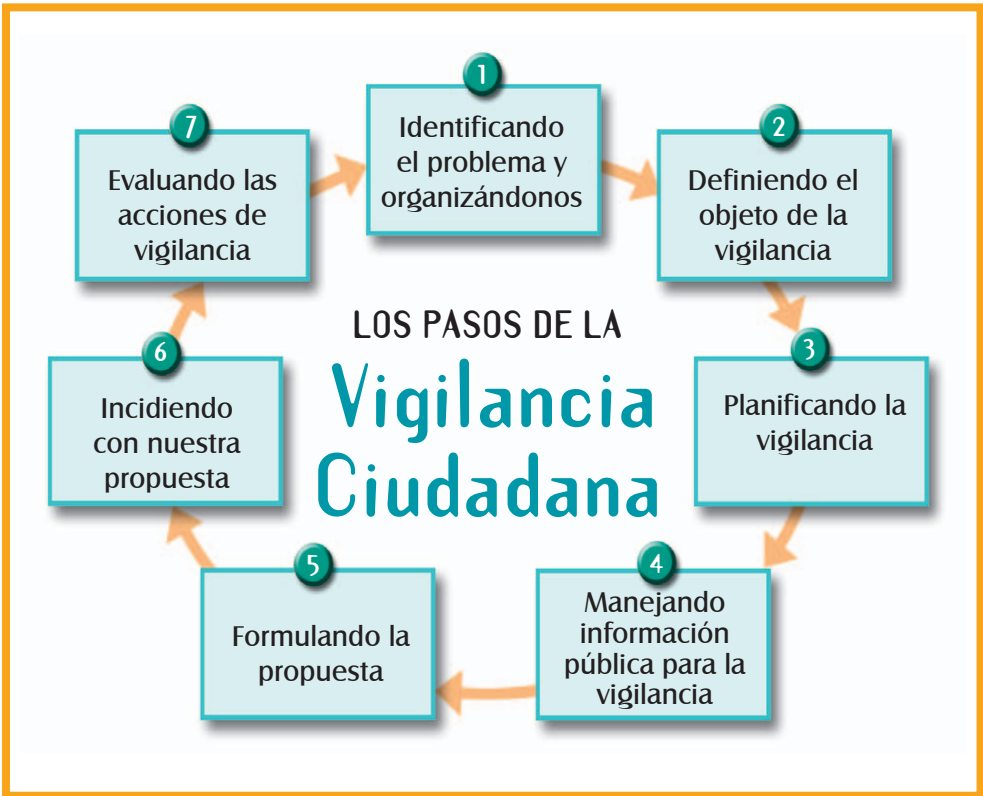 LOS PASOS DE LA
Vigilancia
Ciudadana
1
Identificando
el problema y
organizándonos
2
Definiendo el
objeto de la
vigilancia
3
Planificando la
vigilancia
4
Manejando
información
pública para la
vigilancia
5
Formulando la
propuesta
6
Incidiendo
con nuestra
propuesta
7
Evaluando las
acciones de
vigilancia